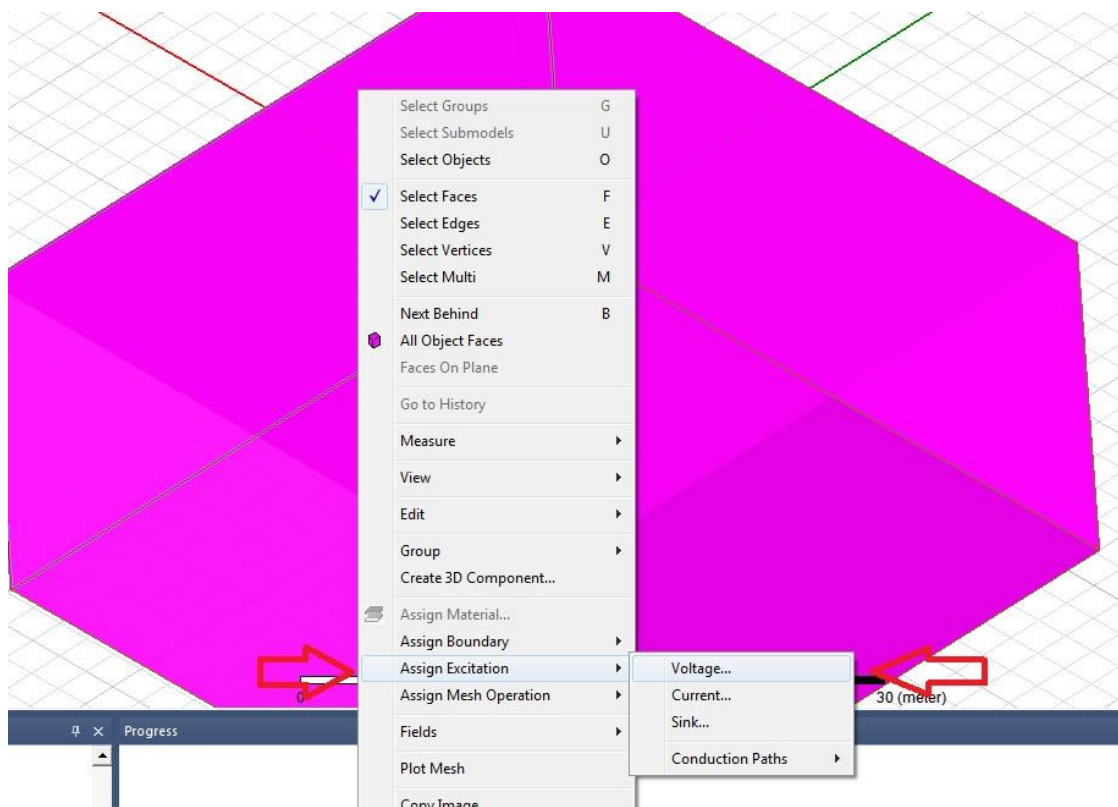 Select Groups G
Select Submodels U
Select Objects O
Select Faces F
Select Edges E
Select Vertices V
Select Multi M
Next Behind B
All Object Faces
Faces On Plane
Go to History
Measure
View
Edit
Group
Create 3D Component...
Assign Material...
Assign Boundary
Assign Excitation
Assign Mesh Operation
Fields
Plot Mesh
Copy Image
Voltage...
Current...
Sink...
Conduction Paths
0
30 (meter)
Progress